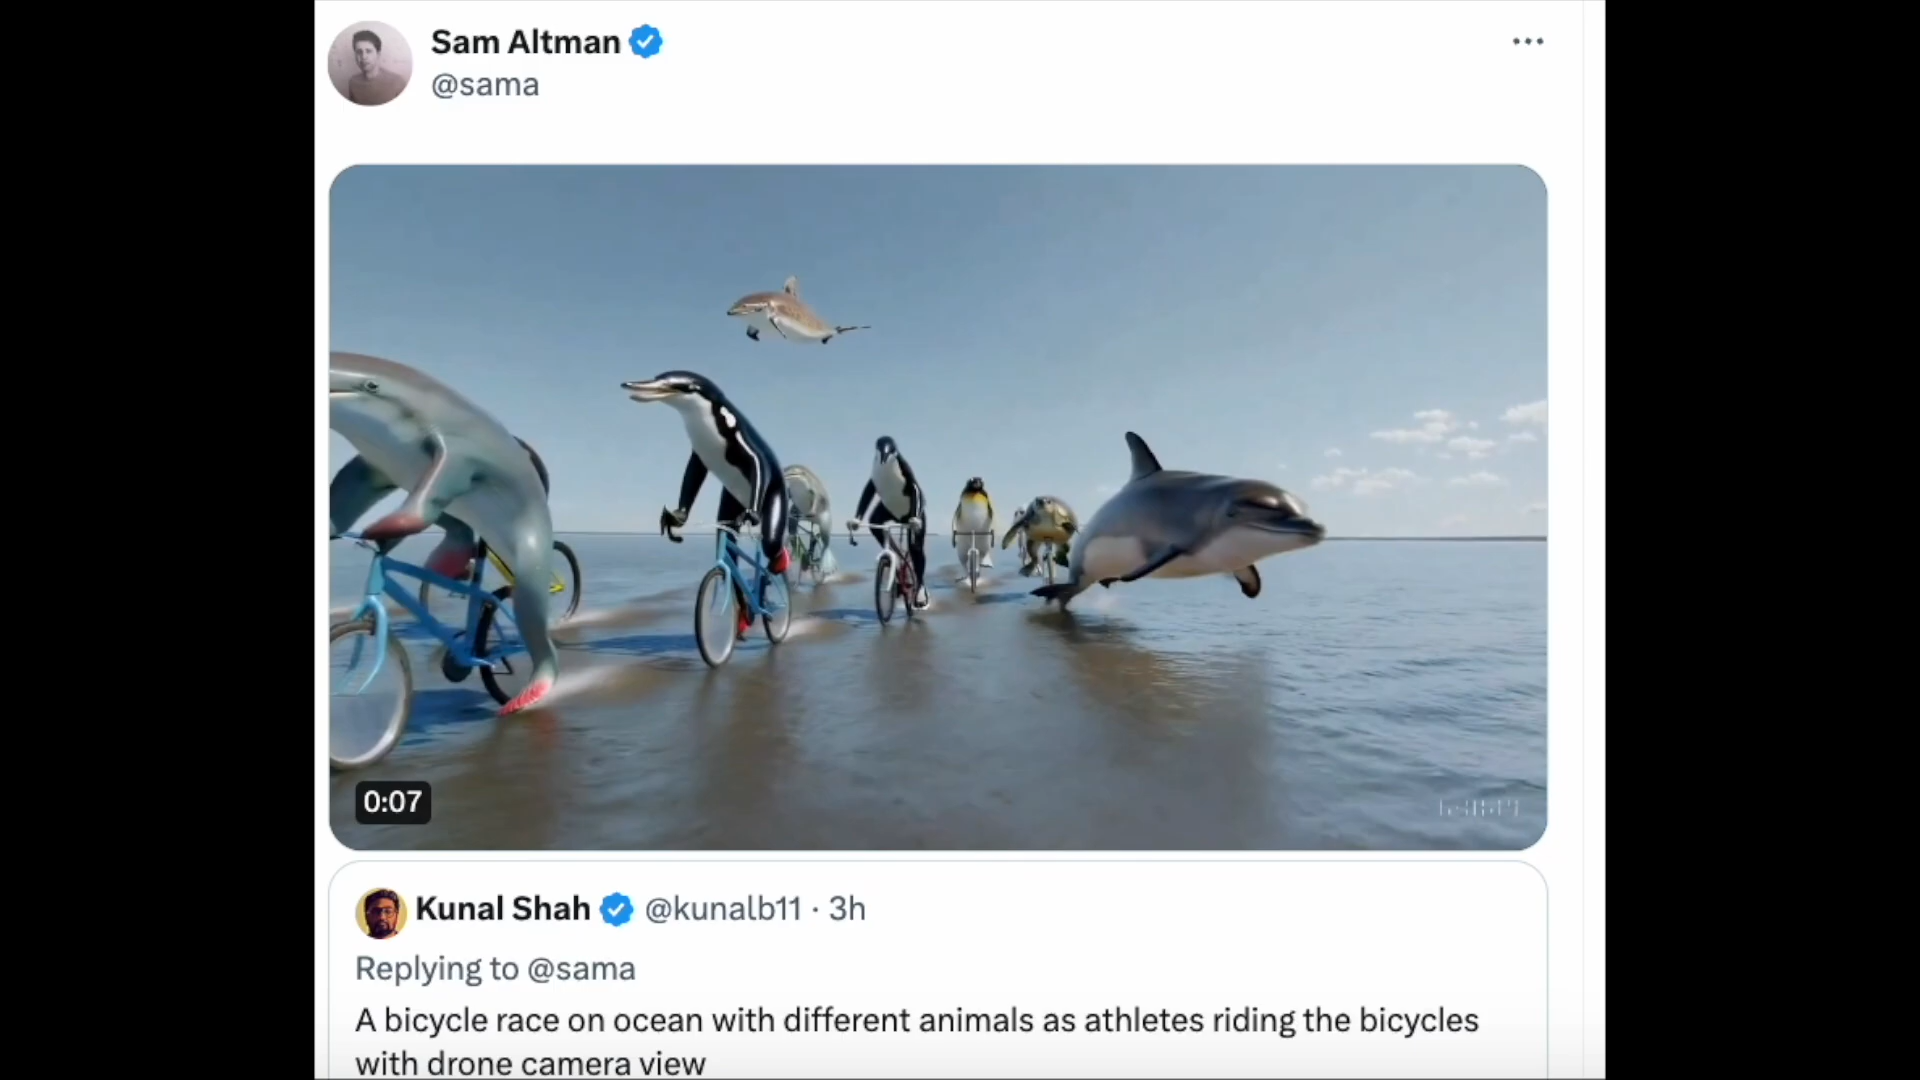 Sam Altman
@sama
0:07
Kunal Shah @kunalb11 · 3h
Replying to @sama
A bicycle race on ocean with different animals as athletes riding the bicycles
with drone camera view